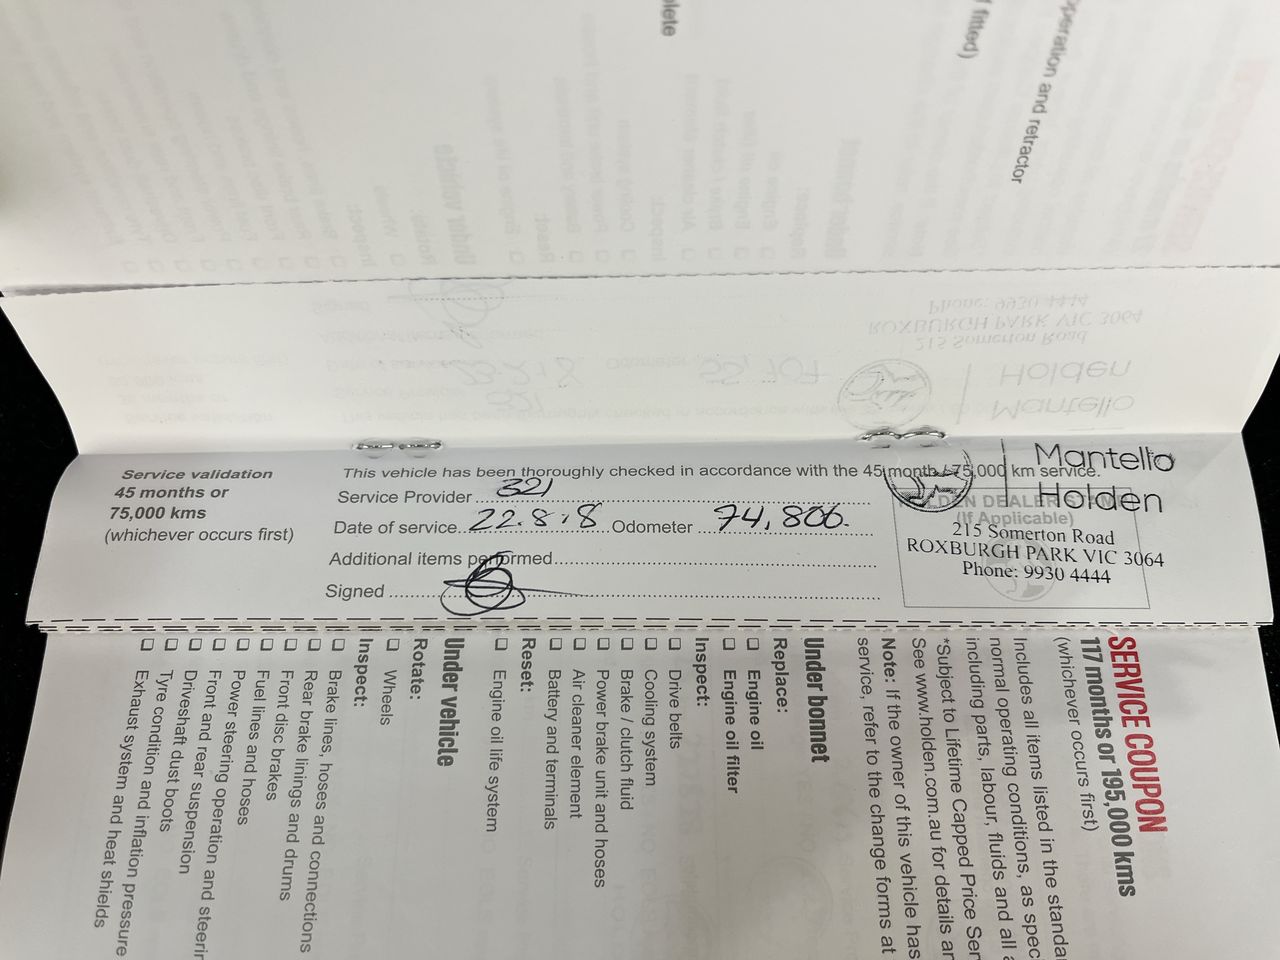 plete
f fitted)
operation and retractor
Service validation
45 months or
75,000 kms
(whichever occurs first)
This vehicle has been thoroughly checked in accordance with the 45 month / 75,000 km service.
Service Provider 321
Date of service 22.8.18 Odometer 74,806.
Additional items performed
Signed
Mantello
Holden
HOLDEN DEALER STAMP
(If Applicable)
215 Somerton Road
ROXBURGH PARK VIC 3064
Phone: 9930 4444
SERVICE COUPON
117 months or 195,000 kms
(whichever occurs first)
Includes all items listed in the standa
normal operating conditions, as speci
including parts, labour, fluids and all a
*Subject to Lifetime Capped Price Ser
See www.holden.com.au for details an
Note: If the owner of this vehicle has
service, refer to the change forms at
Under bonnet
Replace:
❑ Engine oil
❑ Engine oil filter
Inspect:
❑ Drive belts
❑ Cooling system
❑ Brake / clutch fluid
❑ Power brake unit and hoses
❑ Air cleaner element
❑ Battery and terminals
Reset:
❑ Engine oil life system
Under vehicle
Rotate:
❑ Wheels
Inspect:
❑ Brake lines, hoses and connections
❑ Rear brake linings and drums
❑ Front disc brakes
❑ Fuel lines and hoses
❑ Power steering operation and steerin
❑ Front and rear suspension
❑ Driveshaft dust boots
❑ Tyre condition and inflation pressure
❑ Exhaust system and heat shields